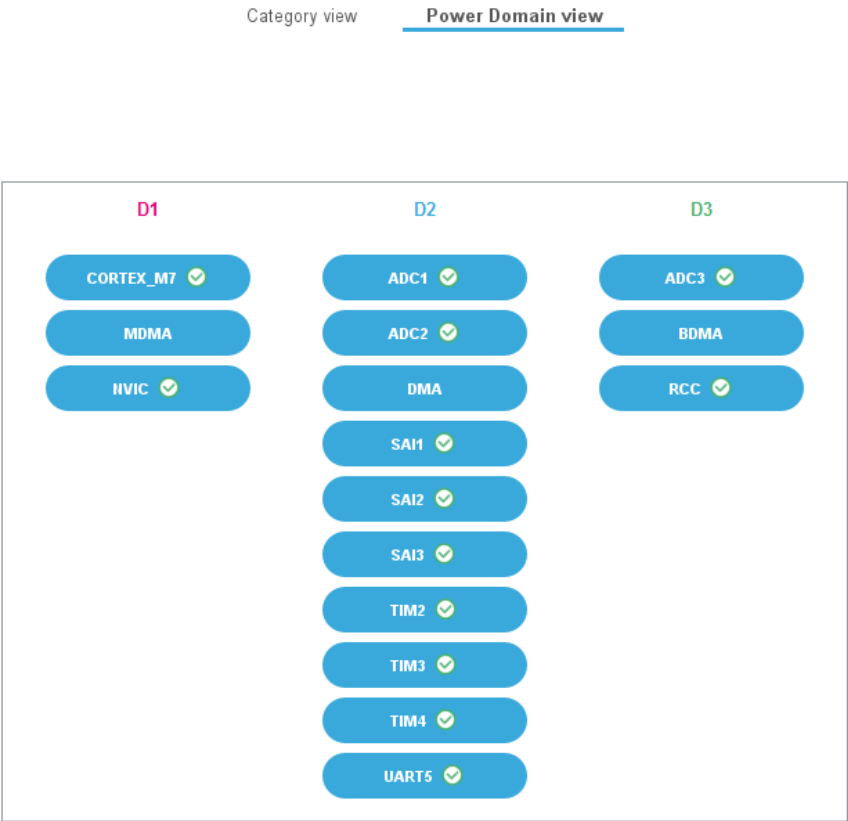 Category view Power Domain view
D1 D2 D3
CORTEX_M7 ADC1 ADC3
MDMA ADC2 BDMA
NVIC DMA RCC
SAI1
SAI2
SAI3
TIM2
TIM3
TIM4
UART5